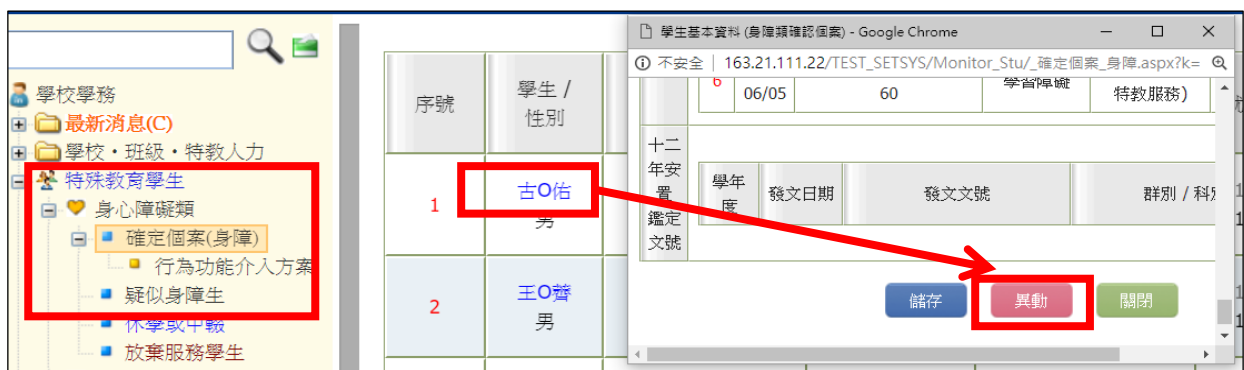 學校學務
最新消息(C)
學校・班級・特教人力
特殊教育學生
身心障礙類
確定個案(身障)
行為功能介入方案
疑似身障生
休學或中輟
放棄服務學生
序號
學生 /
性別
1
古O佑
男
2
男
學生基本資料 (身障類確認個案) - Google Chrome
不安全 | 163.21.111.22/TEST_SETSYS/Monitor_Stu/_確定個案_身障.aspx?k=
6
06/05
60
學習障礙
特教服務)
十二
年安
置
鑑定
文號
學年
度
發文日期
發文文號
群別 / 科
儲存
異動
關閉